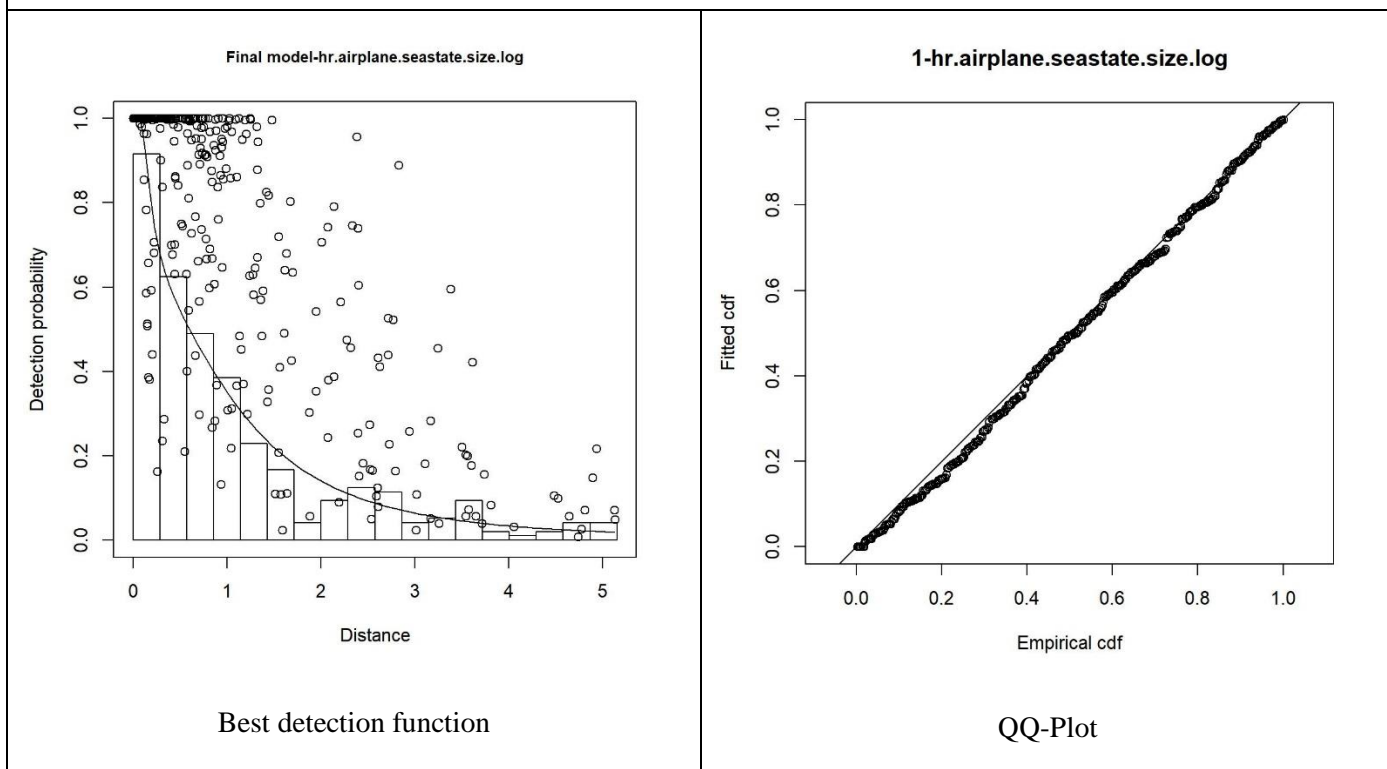 Final model-hr.airplane.seastate.size.log
1.0
0.8
0.6
0.4
0.2
0.0
Detection probability
0 1 2 3 4 5
Distance
Best detection function
1-hr.airplane.seastate.size.log
1.0
0.8
0.6
0.4
0.2
0.0
Fitted cdf
0.0 0.2 0.4 0.6 0.8 1.0
Empirical cdf
QQ-Plot